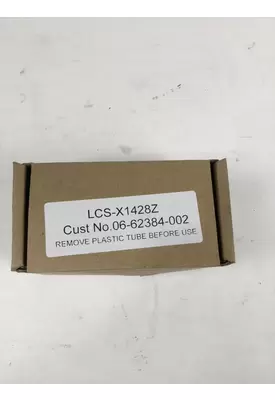 LCS-X1428Z
Cust No.06-62384-002
REMOVE PLASTIC TUBE BEFORE USE.